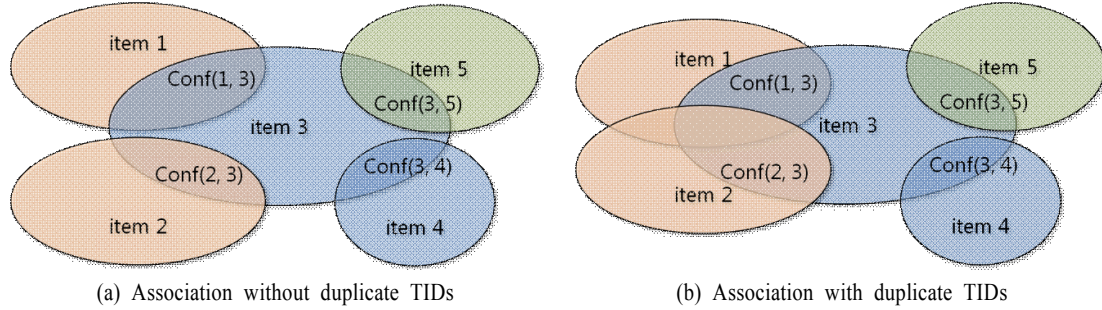 item 1
item 5
Conf(1, 3)
Conf(3, 5)
item 3
Conf(2, 3)
Conf(3, 4)
item 2
item 4
(a) Association without duplicate TIDs
item 1
item 5
Conf(1, 3)
Conf(3, 5)
item 3
Conf(2, 3)
Conf(3, 4)
item 2
item 4
(b) Association with duplicate TIDs